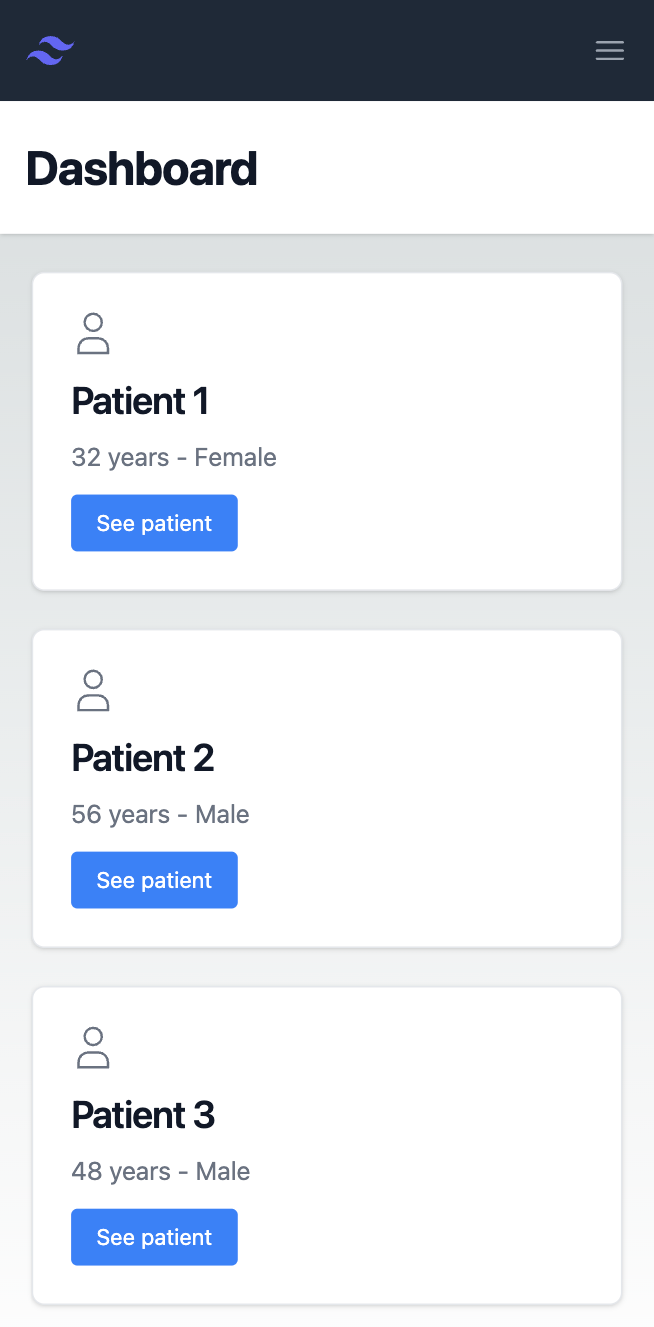 Dashboard
Patient 1
32 years - Female
See patient
Patient 2
56 years - Male
See patient
Patient 3
48 years - Male
See patient